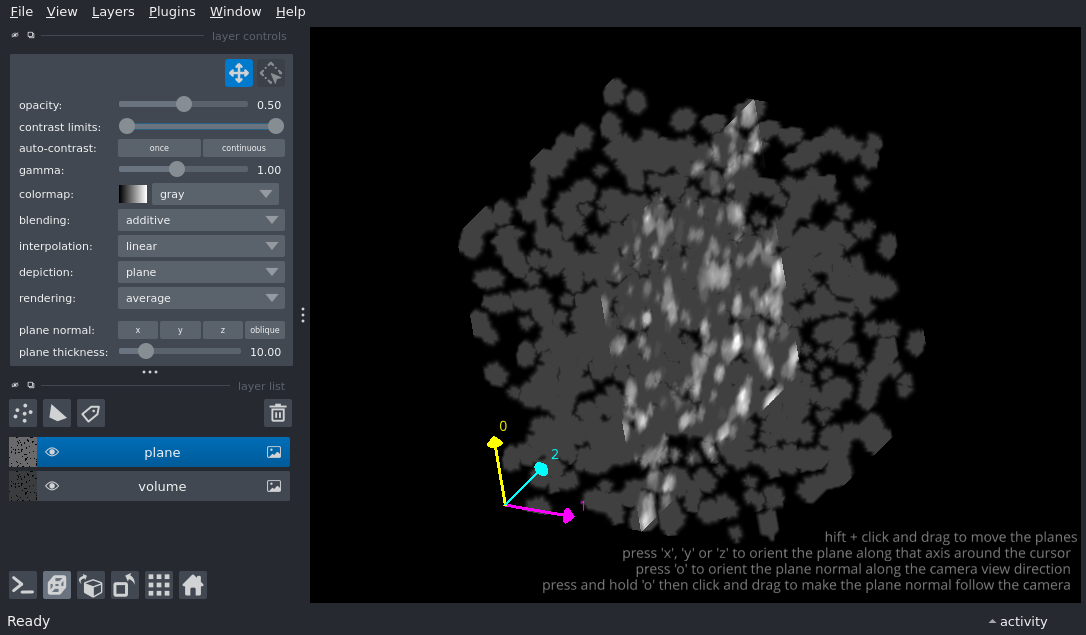 File View Layers Plugins Window Help
layer controls
opacity: 0.50
contrast limits:
auto-contrast: once continuous
gamma: 1.00
colormap: gray
blending: additive
interpolation: linear
depiction: plane
rendering: average
plane normal: x y z oblique
plane thickness: 10.00
layer list
plane
volume
0
2
1
hift + click and drag to move the planes
press 'x', 'y' or 'z' to orient the plane along that axis around the cursor
press 'o' to orient the plane normal along the camera view direction
press and hold 'o' then click and drag to make the plane normal follow the camera
Ready
activity